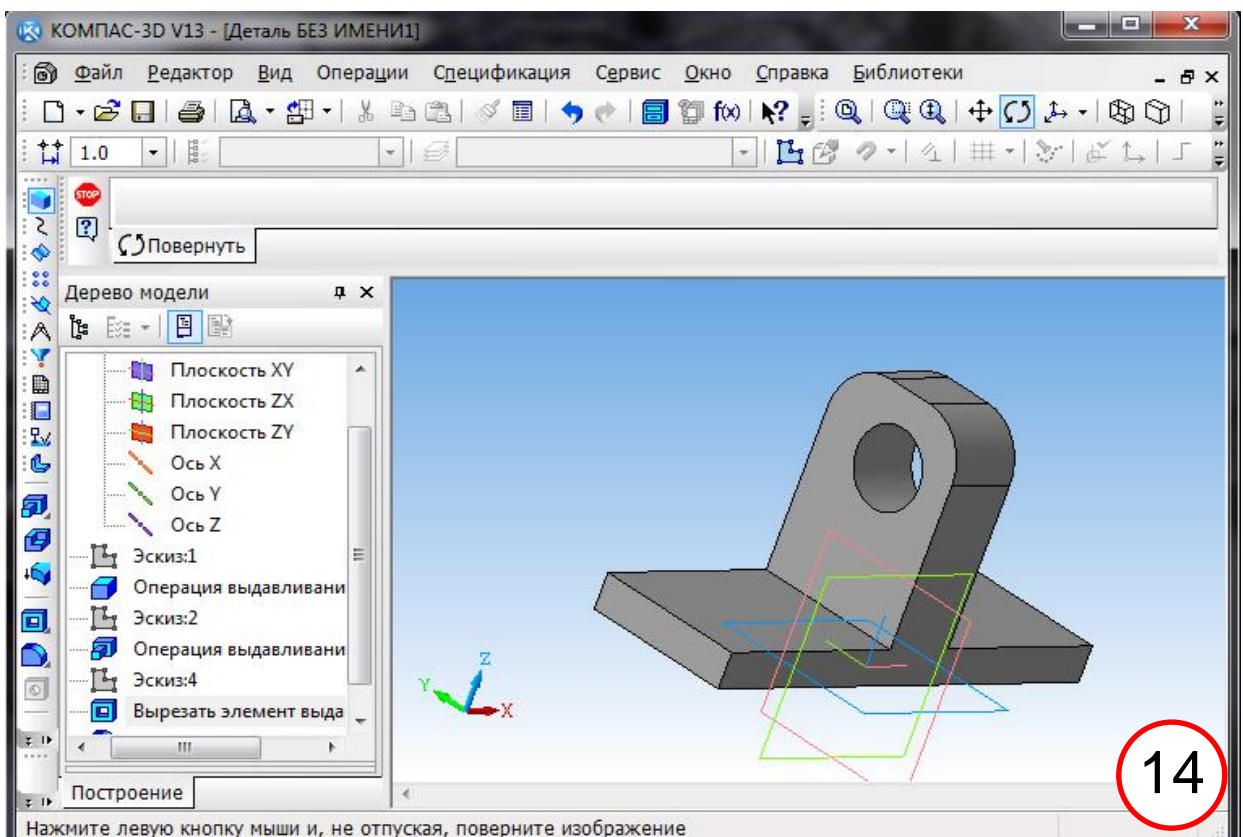 КОМПАС-3D V13 - [Деталь БЕЗ ИМЕНИ1]
Файл Редактор Вид Операции Спецификация Сервис Окно Справка Библиотеки
f(x)
1.0
STOP
Повернуть
Дерево модели
Плоскость XY
Плоскость ZX
Плоскость ZY
Ось X
Ось Y
Ось Z
Эскиз:1
Операция выдавливани
Эскиз:2
Операция выдавливани
Эскиз:4
Вырезать элемент выда
Z
Y
X
14
Построение
Нажмите левую кнопку мыши и, не отпуская, поверните изображение